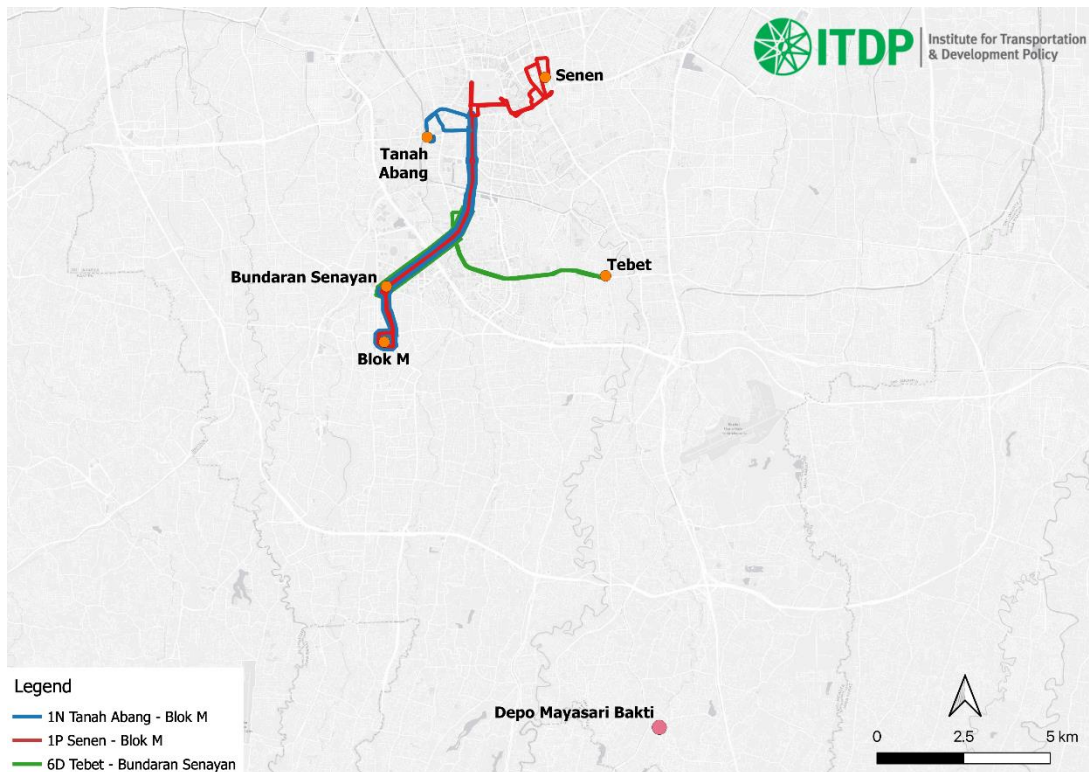 ITDP
Institute for Transportation
& Development Policy
Senen
Tanah
Abang
Tebet
Bundaran Senayan
Blok M
Legend
1N Tanah Abang - Blok M
1P Senen - Blok M
6D Tebet - Bundaran Senayan
Depo Mayasari Bakti
0 2.5 5 km